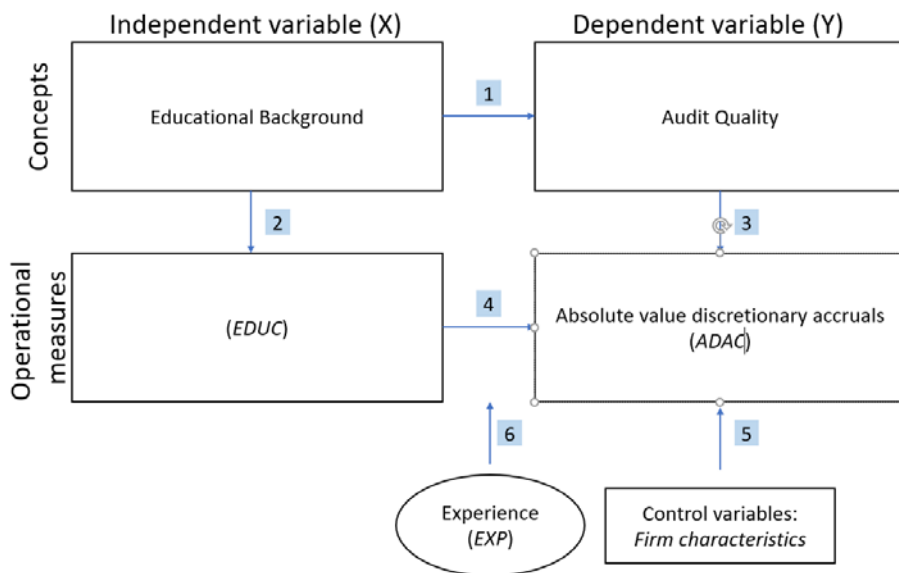 Independent variable (X)
Dependent variable (Y)
Concepts
Educational Background
1
Audit Quality
2
3
Operational
measures
(EDUC)
4
Absolute value discretionary accruals
(ADAC)
6
5
Experience
(EXP)
Control variables:
Firm characteristics